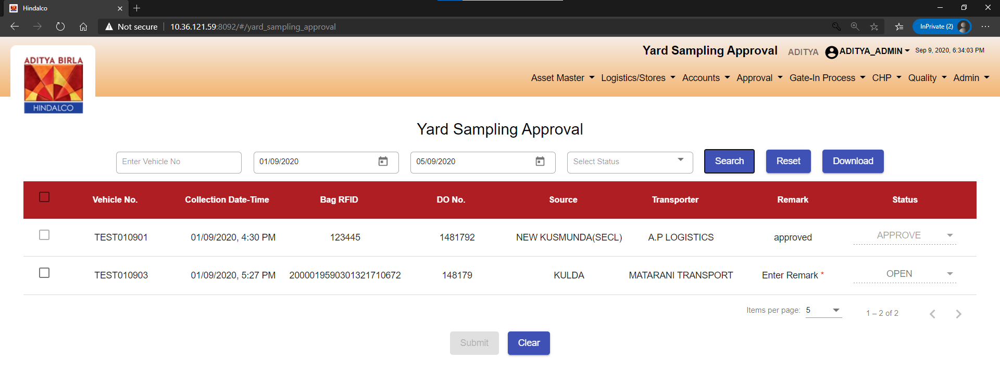 Hindalco
Not secure 10.36.121.59:8092/#/yard_sampling_approval InPrivate (2)
ADITYA BIRLA
HINDALCO
Yard Sampling Approval ADITYA ADITYA_ADMIN Sep 9, 2020, 6:34:03 PM
Asset Master Logistics/Stores Accounts Approval Gate-In Process CHP Quality Admin
Yard Sampling Approval
Enter Vehicle No 01/09/2020 05/09/2020 Select Status Search Reset Download
Vehicle No. Collection Date-Time Bag RFID DO No. Source Transporter Remark Status
TEST010901 01/09/2020, 4:30 PM 123445 1481792 NEW KUSMUNDA(SECL) A.P LOGISTICS approved APPROVE
TEST010903 01/09/2020, 5:27 PM 2000019590301321710672 148179 KULDA MATARANI TRANSPORT Enter Remark * OPEN
Items per page: 5 1 – 2 of 2
Submit Clear